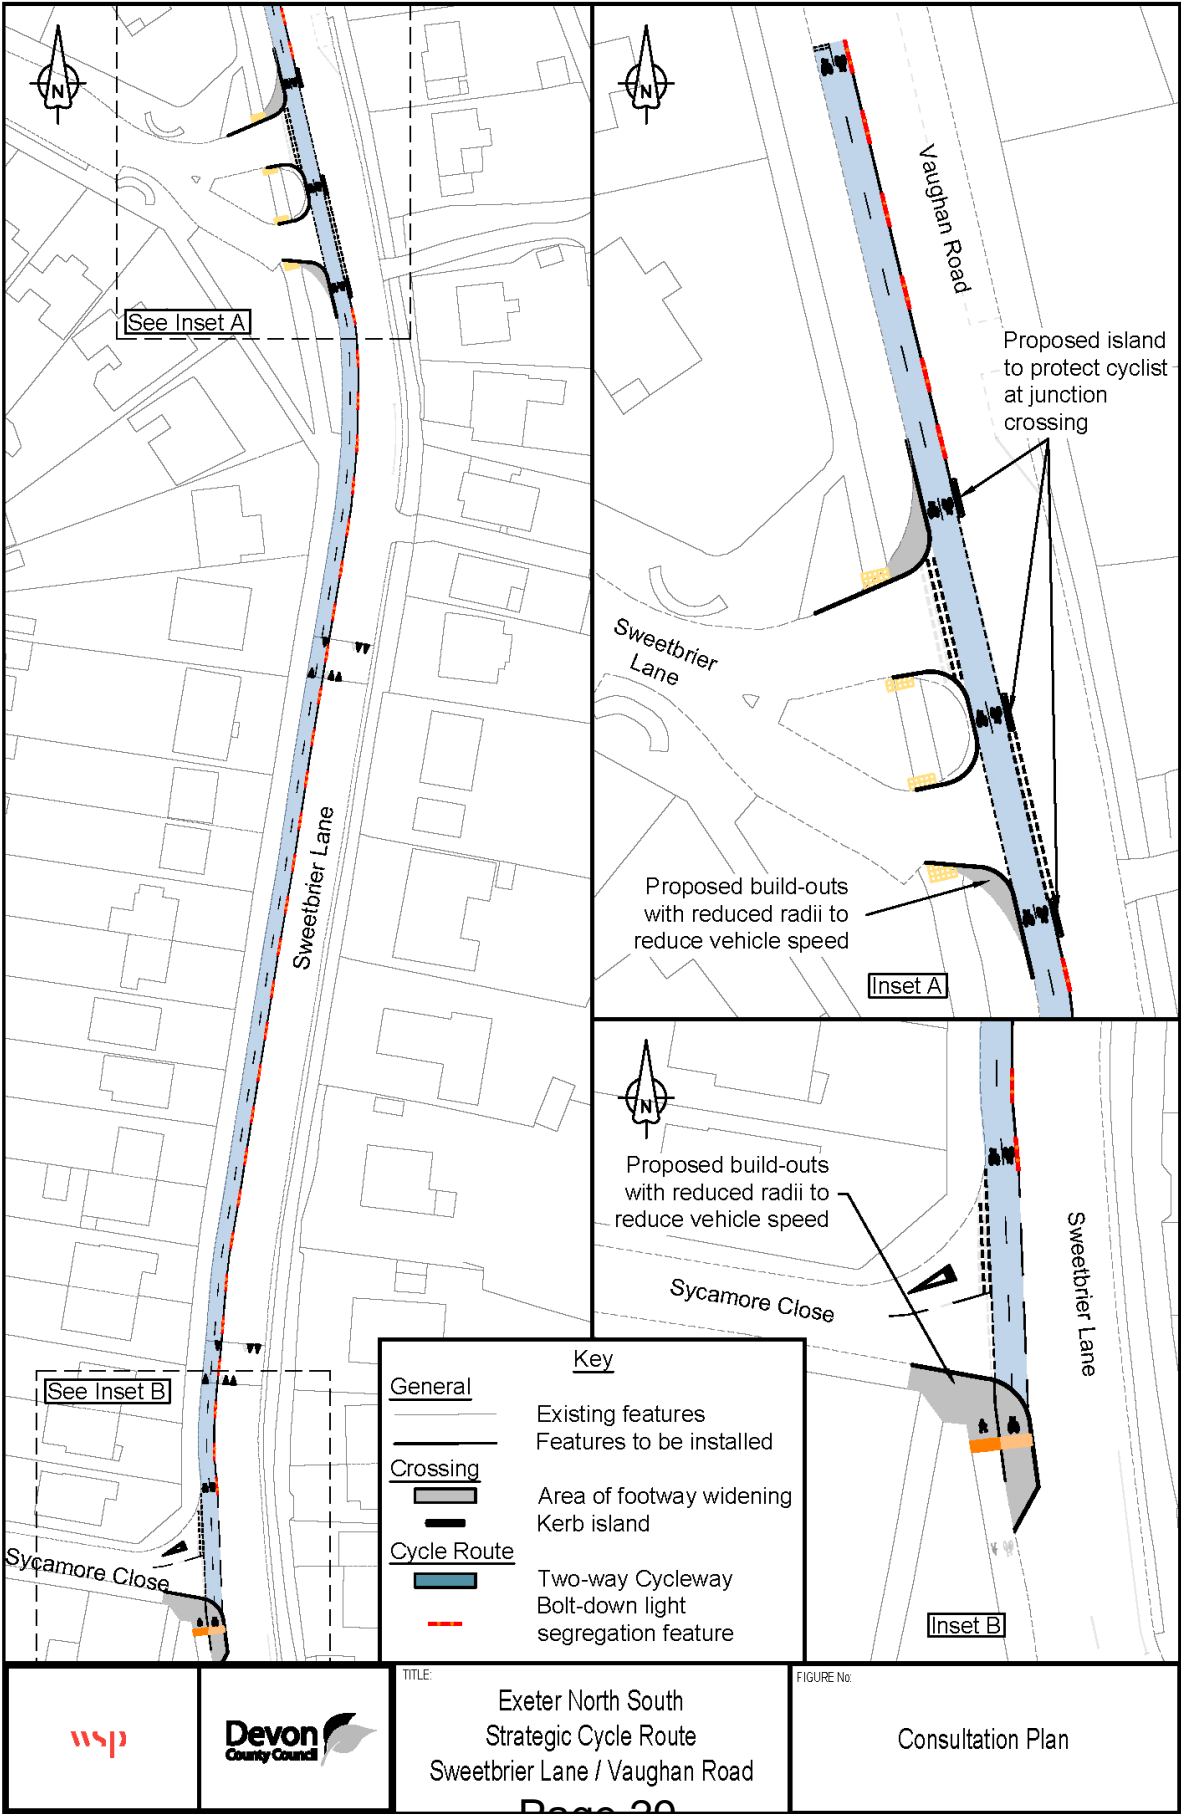 N
See Inset A
Sweetbrier Lane
See Inset B
Sycamore Close
N
Vaughan Road
Proposed island
to protect cyclist
at junction
crossing
Sweetbrier
Lane
Proposed build-outs
with reduced radii to
reduce vehicle speed
Inset A
N
Proposed build-outs
with reduced radii to
reduce vehicle speed
Sycamore Close
Sweetbrier Lane
Inset B
Key
General
Existing features
Features to be installed
Crossing
Area of footway widening
Kerb island
Cycle Route
Two-way Cycleway
Bolt-down light
segregation feature
wsp
Devon
County Council
TITLE:
Exeter North South
Strategic Cycle Route
Sweetbrier Lane / Vaughan Road
FIGURE No:
Consultation Plan